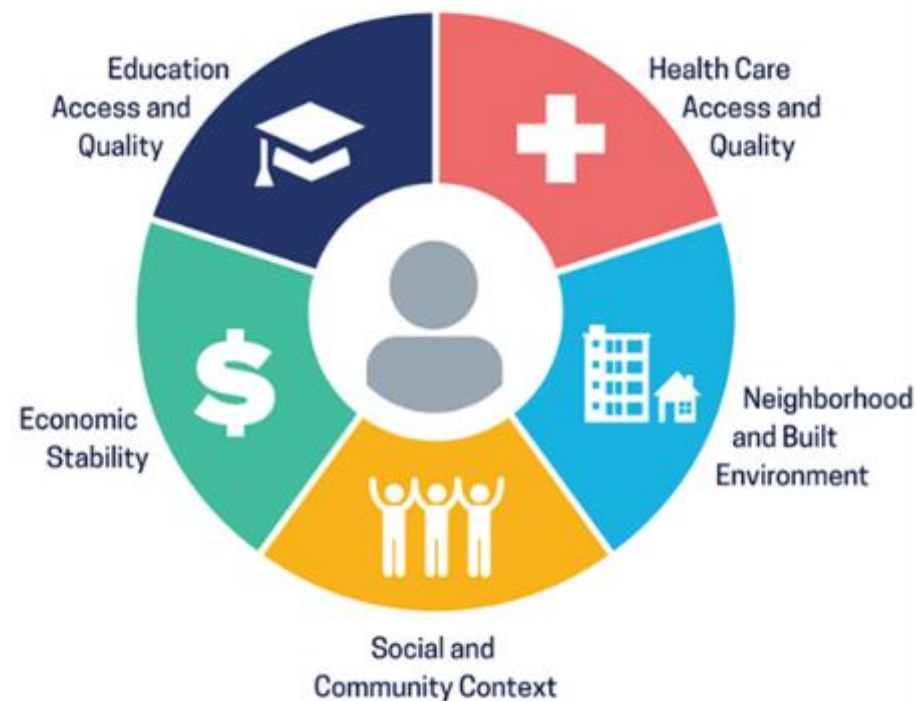 Education
Access and
Quality
Health Care
Access and
Quality
Economic
Stability
Neighborhood
and Built
Environment
Social and
Community Context